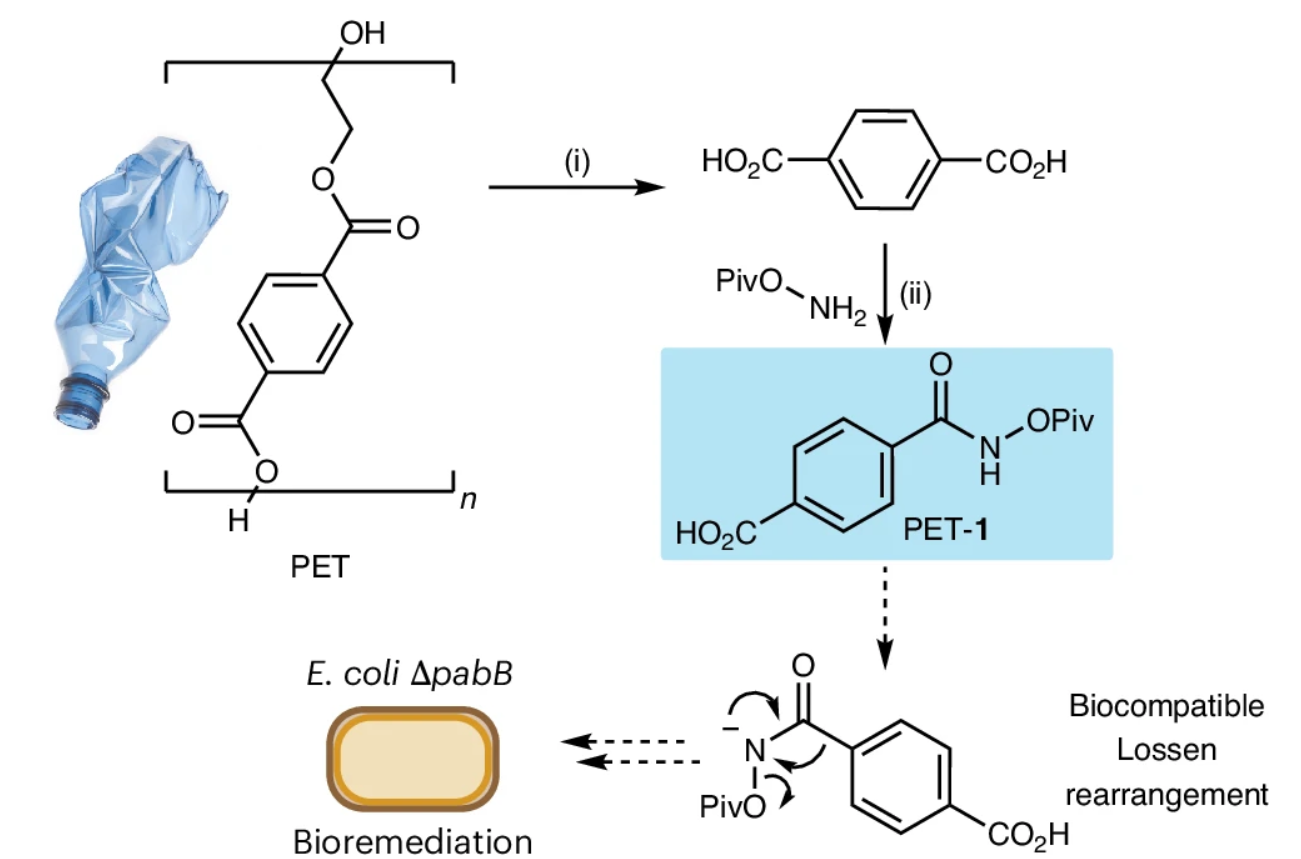 OH
O
O
O
O
H
n
PET
(i)
HO₂C
CO₂H
PivO
NH₂
(ii)
O
OPiv
N
H
HO₂C
PET-1
E. coli ΔpabB
Bioremediation
O
−
N
PivO
CO₂H
Biocompatible
Lossen
rearrangement